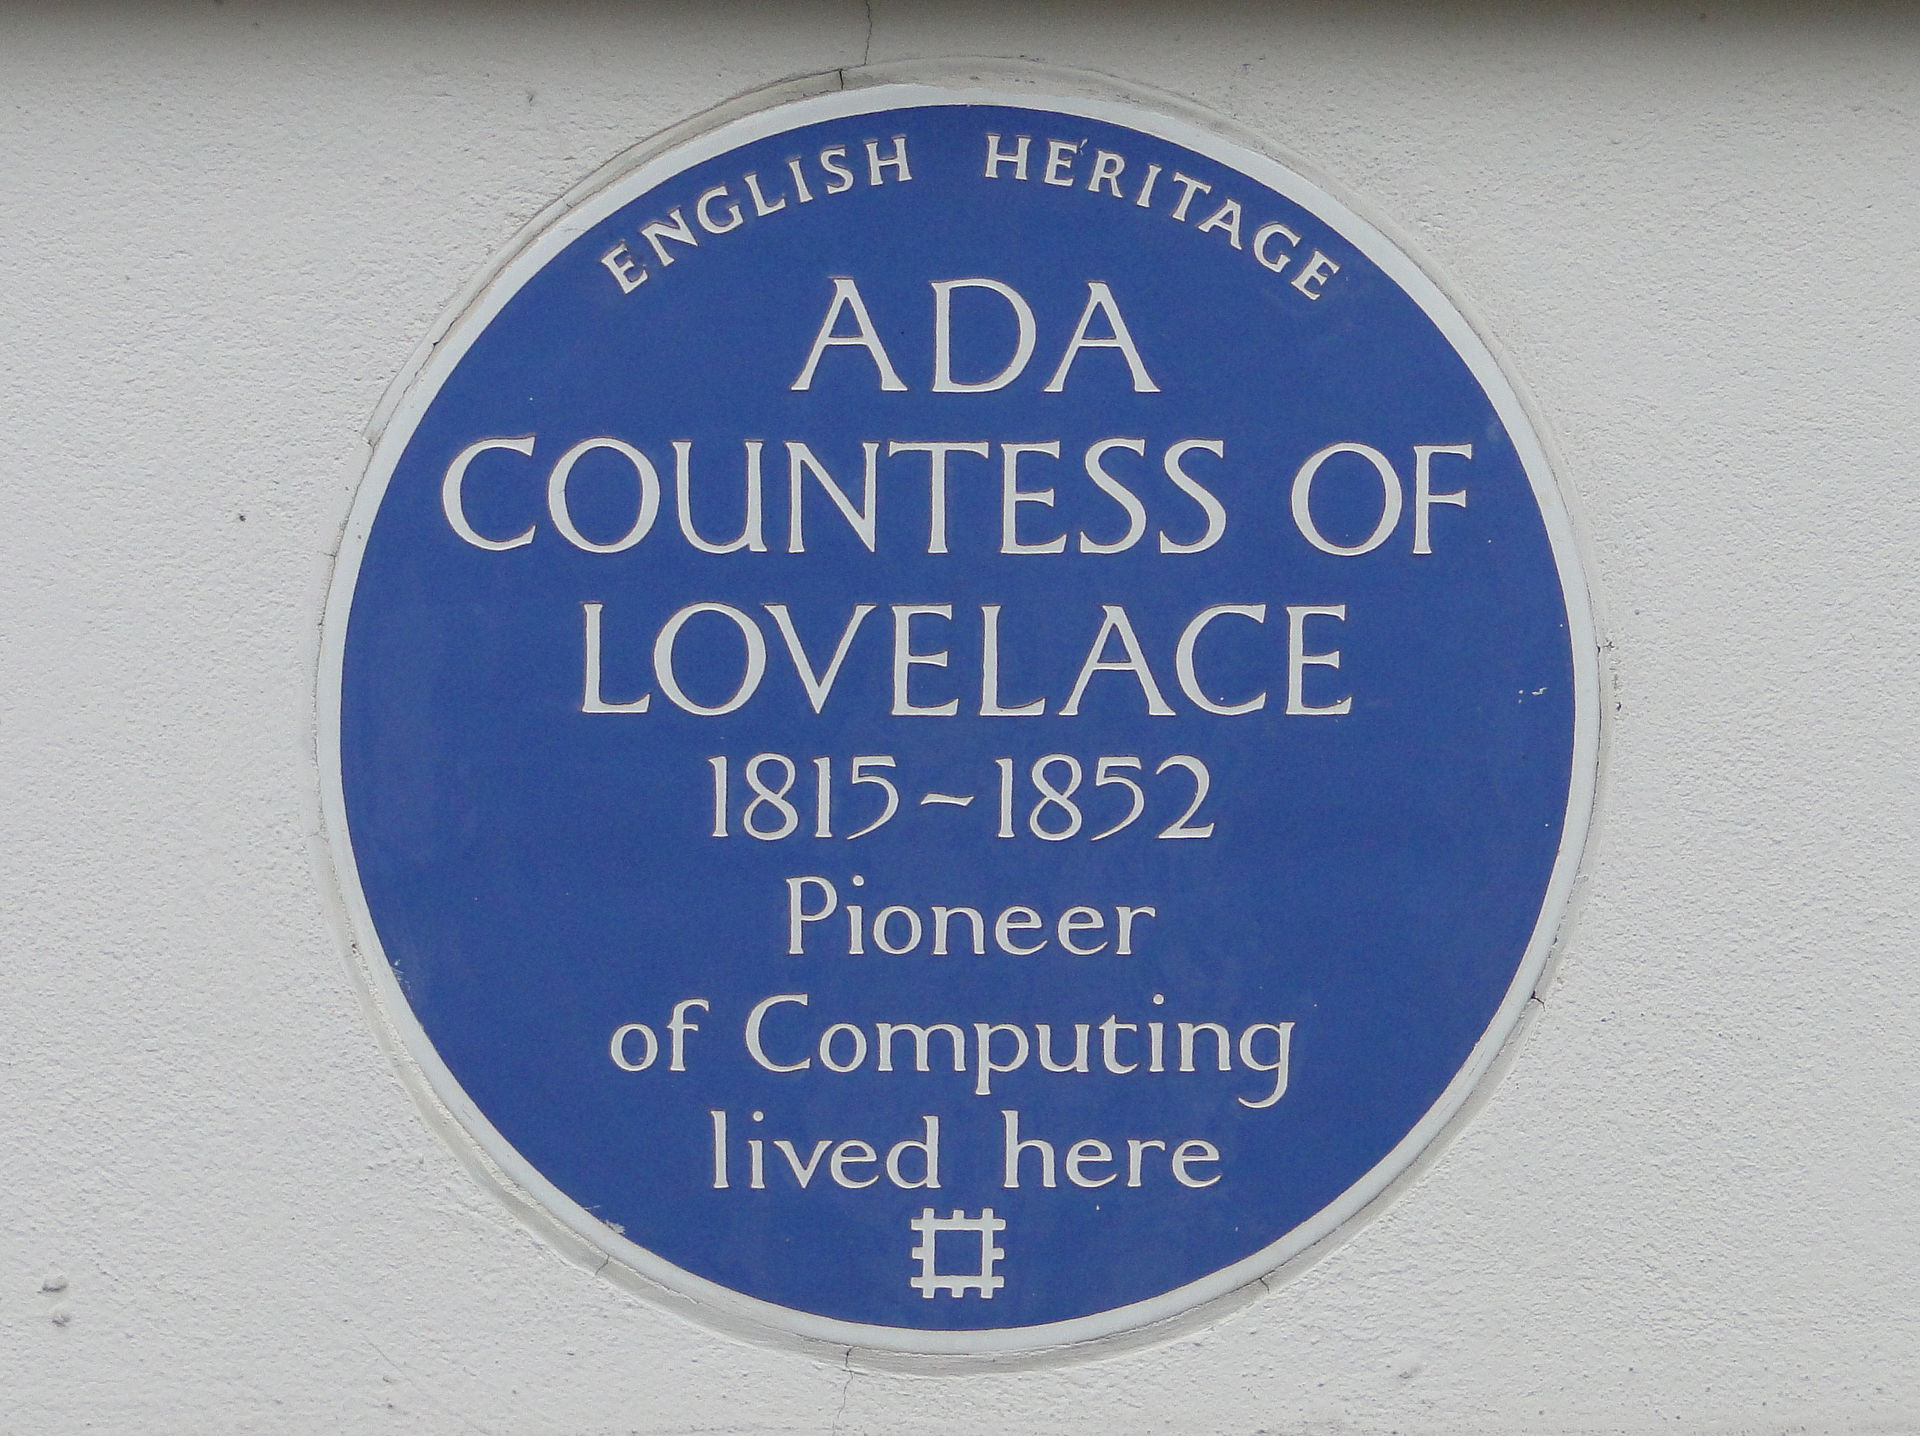 ENGLISH HERITAGE
ADA
COUNTESS OF
LOVELACE
1815~1852
Pioneer
of Computing
lived here